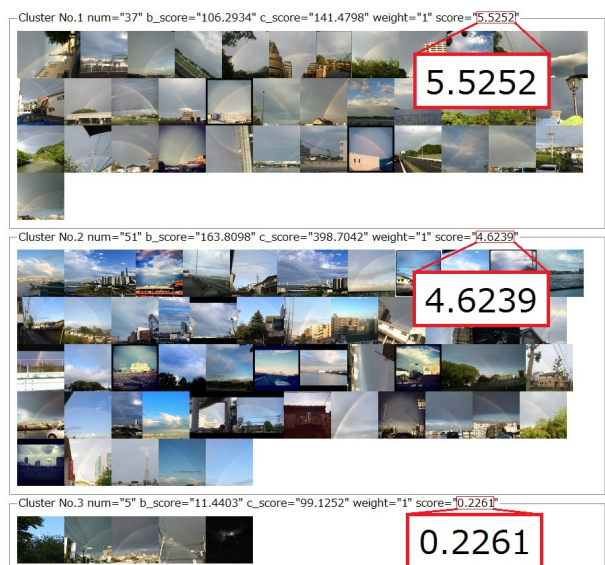 Cluster No.1 num="37" b_score="106.2934" c_score="141.4798" weight="1" score="5.5252"
5.5252
Cluster No.2 num="51" b_score="163.8098" c_score="398.7042" weight="1" score="4.6239"
4.6239
Cluster No.3 num="5" b_score="11.4403" c_score="99.1252" weight="1" score="0.2261"
0.2261